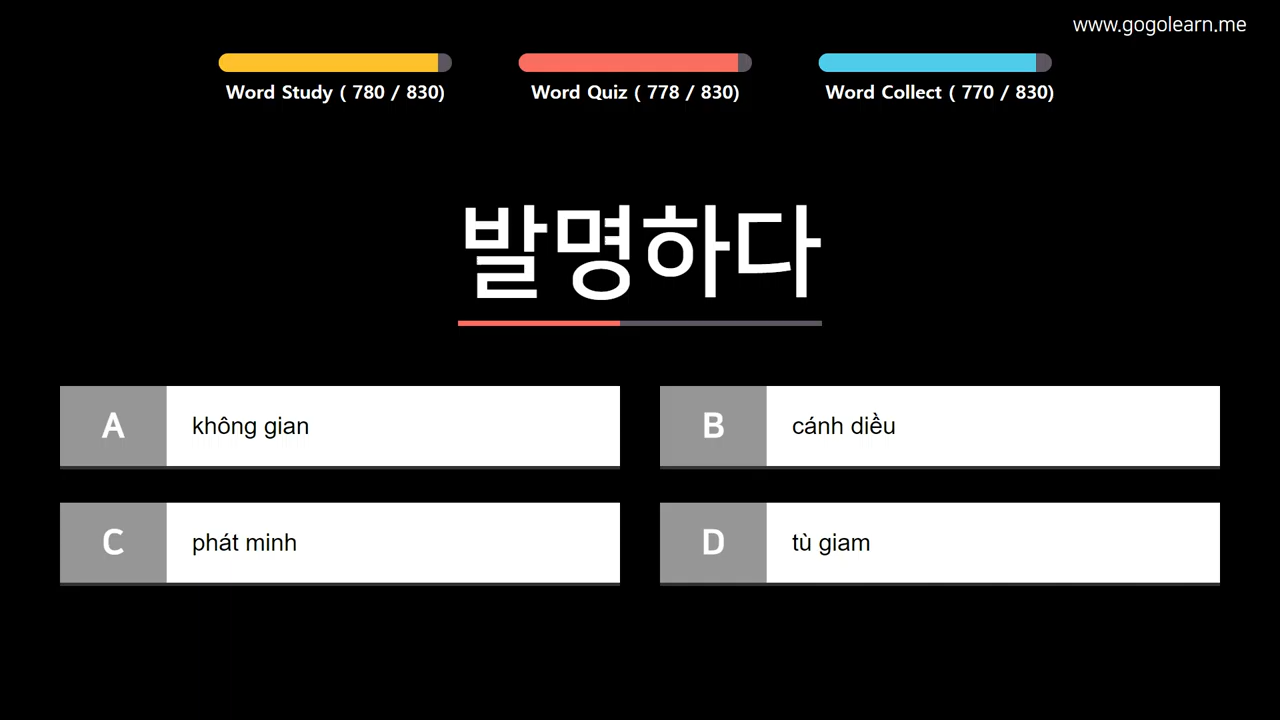 www.gogolearn.me
Word Study ( 780 / 830)
Word Quiz ( 778 / 830)
Word Collect ( 770 / 830)
발명하다
A
không gian
B
cánh diều
C
phát minh
D
tù giam